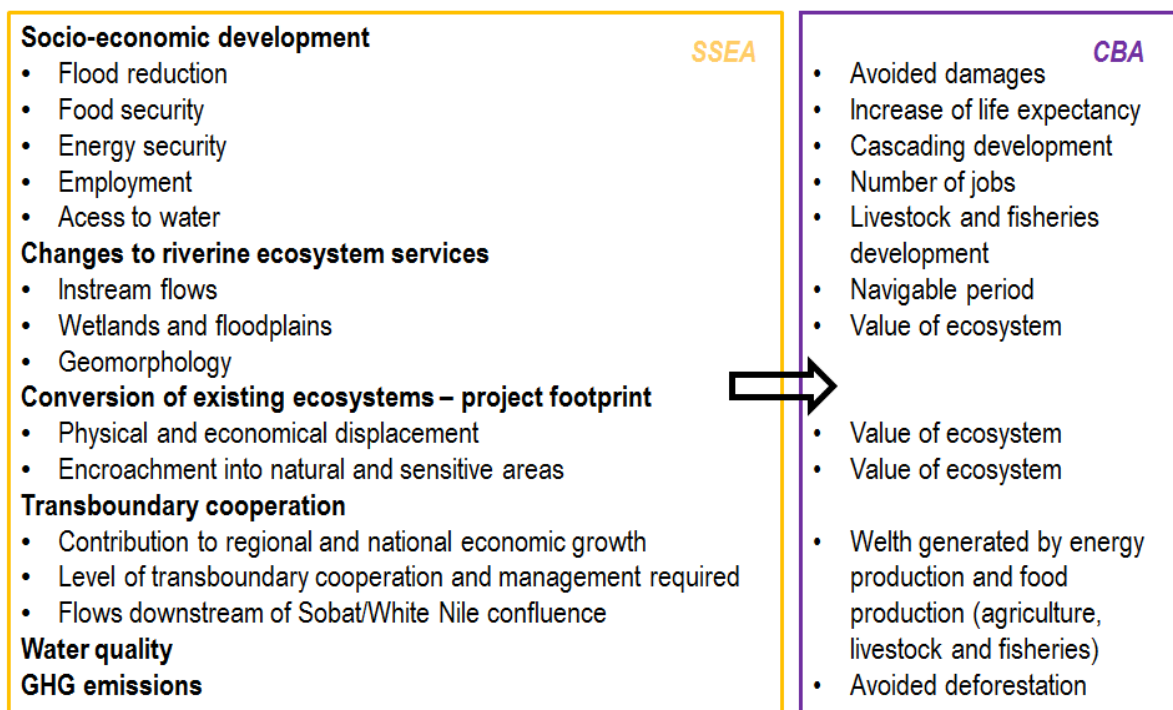 SSEA
Socio-economic development
• Flood reduction
• Food security
• Energy security
• Employment
• Acess to water
Changes to riverine ecosystem services
• Instream flows
• Wetlands and floodplains
• Geomorphology
Conversion of existing ecosystems – project footprint
• Physical and economical displacement
• Encroachment into natural and sensitive areas
Transboundary cooperation
• Contribution to regional and national economic growth
• Level of transboundary cooperation and management required
• Flows downstream of Sobat/White Nile confluence
Water quality
GHG emissions
CBA
• Avoided damages
• Increase of life expectancy
• Cascading development
• Number of jobs
• Livestock and fisheries
development
• Navigable period
• Value of ecosystem
• Value of ecosystem
• Value of ecosystem
• Welth generated by energy
production and food
production (agriculture,
livestock and fisheries)
• Avoided deforestation